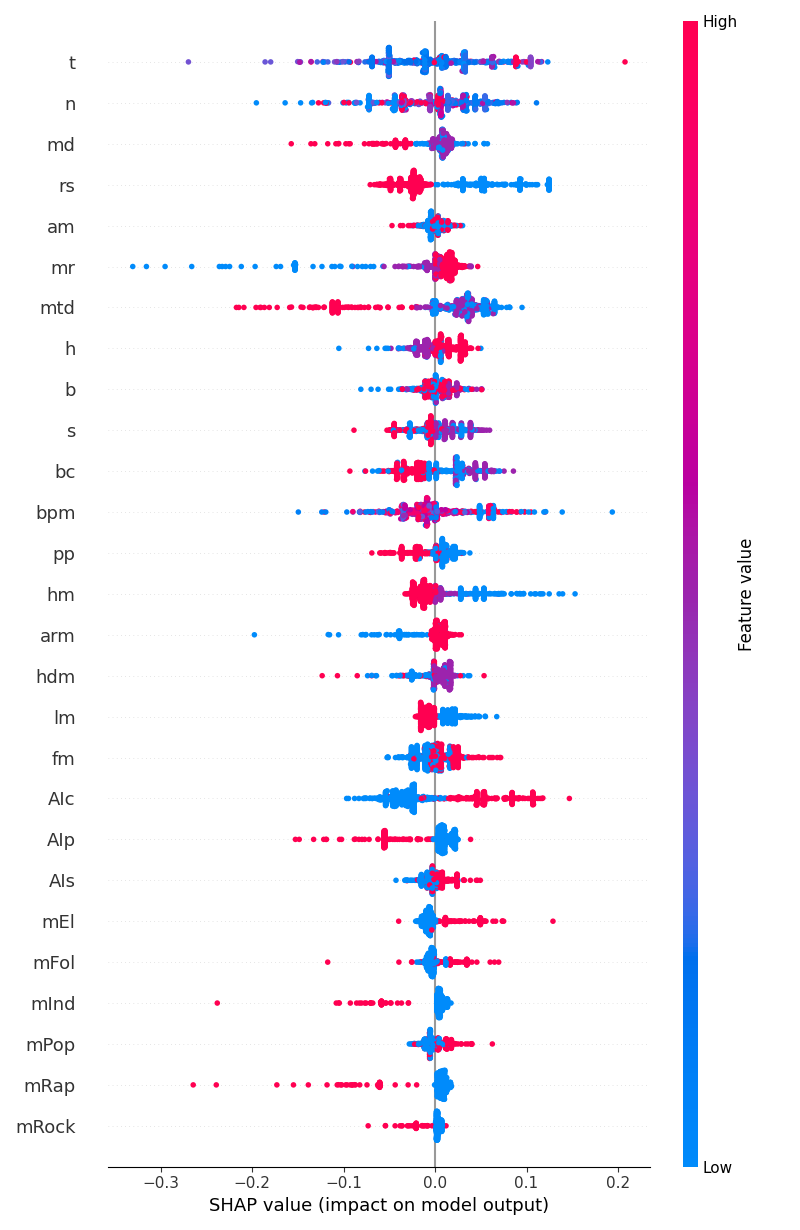 High
t
n
md
rs
am
mr
mtd
h
b
s
bc
bpm
pp
hm
arm
hdm
lm
fm
AIc
AIp
AIs
mEl
mFol
mInd
mPop
mRap
mRock
Feature value
Low
−0.3 −0.2 −0.1 0.0 0.1 0.2
SHAP value (impact on model output)